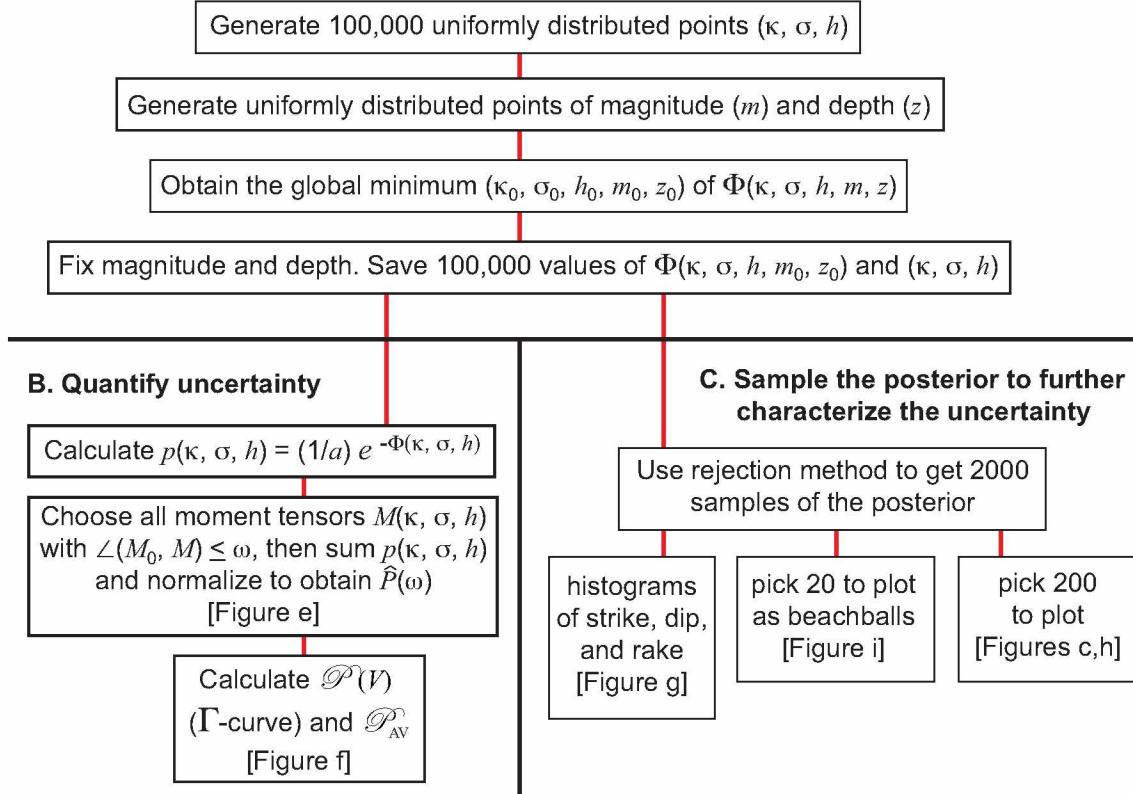 Generate 100,000 uniformly distributed points (κ, σ, h)
Generate uniformly distributed points of magnitude (m) and depth (z)
Obtain the global minimum (κ₀, σ₀, h₀, m₀, z₀) of Φ(κ, σ, h, m, z)
Fix magnitude and depth. Save 100,000 values of Φ(κ, σ, h, m₀, z₀) and (κ, σ, h)
B. Quantify uncertainty
Calculate p(κ, σ, h) = (1/a) e^-Φ(κ, σ, h)
Choose all moment tensors M(κ, σ, h)
with ∠(M₀, M) ≤ ω, then sum p(κ, σ, h)
and normalize to obtain P̂(ω)
[Figure e]
Calculate 𝒫(V)
(Γ-curve) and 𝒫_AV
[Figure f]
C. Sample the posterior to further
characterize the uncertainty
Use rejection method to get 2000
samples of the posterior
histograms
of strike, dip,
and rake
[Figure g]
pick 20 to plot
as beachballs
[Figure i]
pick 200
to plot
[Figures c,h]